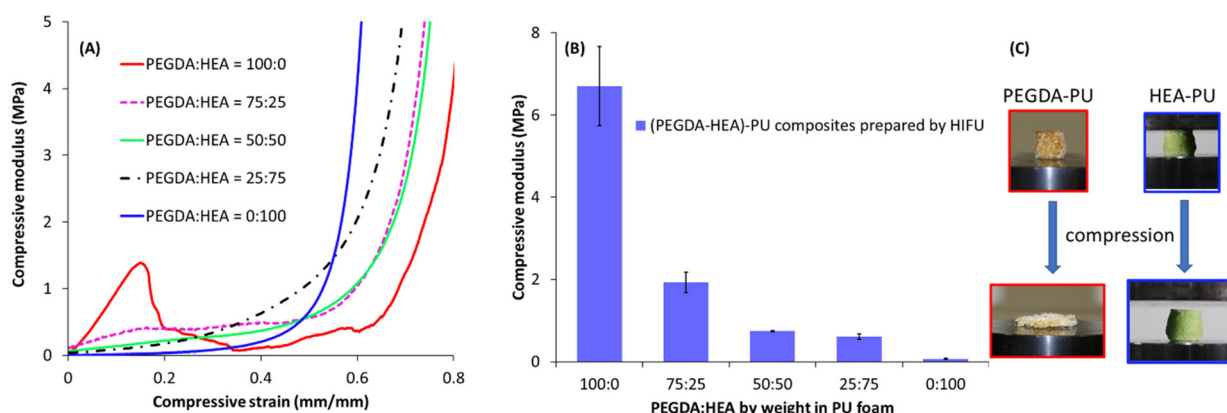 (A)
Compressive modulus (MPa)
5
4
3
2
1
0
PEGDA:HEA = 100:0
PEGDA:HEA = 75:25
PEGDA:HEA = 50:50
PEGDA:HEA = 25:75
PEGDA:HEA = 0:100
0 0.2 0.4 0.6 0.8
Compressive strain (mm/mm)
(B)
Compressive modulus (MPa)
8
6
4
2
0
(PEGDA-HEA)-PU composites prepared by HIFU
100:0 75:25 50:50 25:75 0:100
PEGDA:HEA by weight in PU foam
(C)
PEGDA-PU HEA-PU
compression